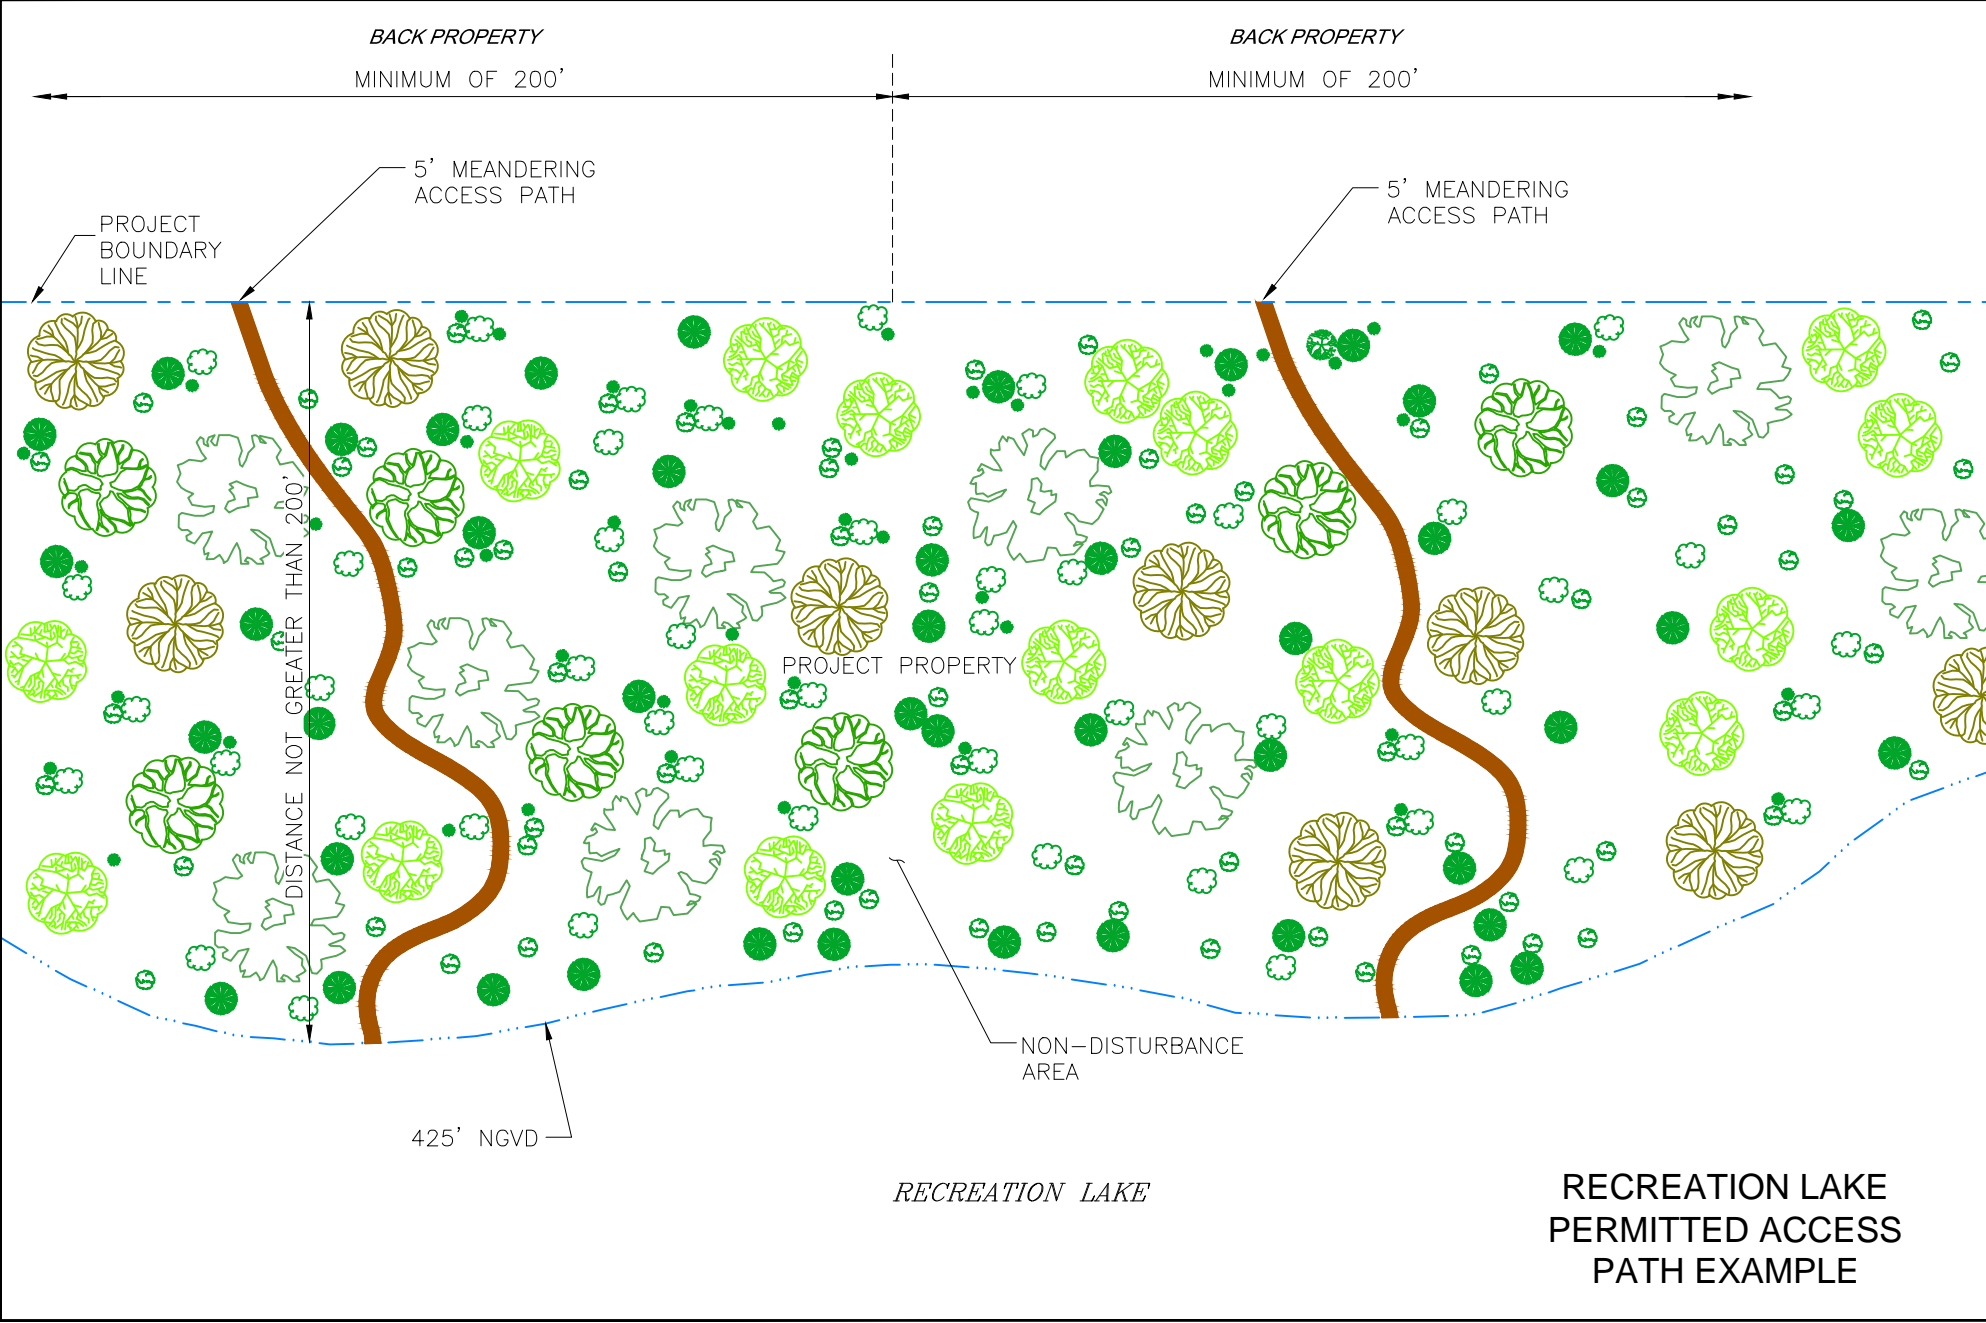 BACK PROPERTY
MINIMUM OF 200'
BACK PROPERTY
MINIMUM OF 200'
5' MEANDERING
ACCESS PATH
5' MEANDERING
ACCESS PATH
PROJECT
BOUNDARY
LINE
DISTANCE NOT GREATER THAN 200'
PROJECT PROPERTY
NON-DISTURBANCE
AREA
425' NGVD
RECREATION LAKE
RECREATION LAKE
PERMITTED ACCESS
PATH EXAMPLE